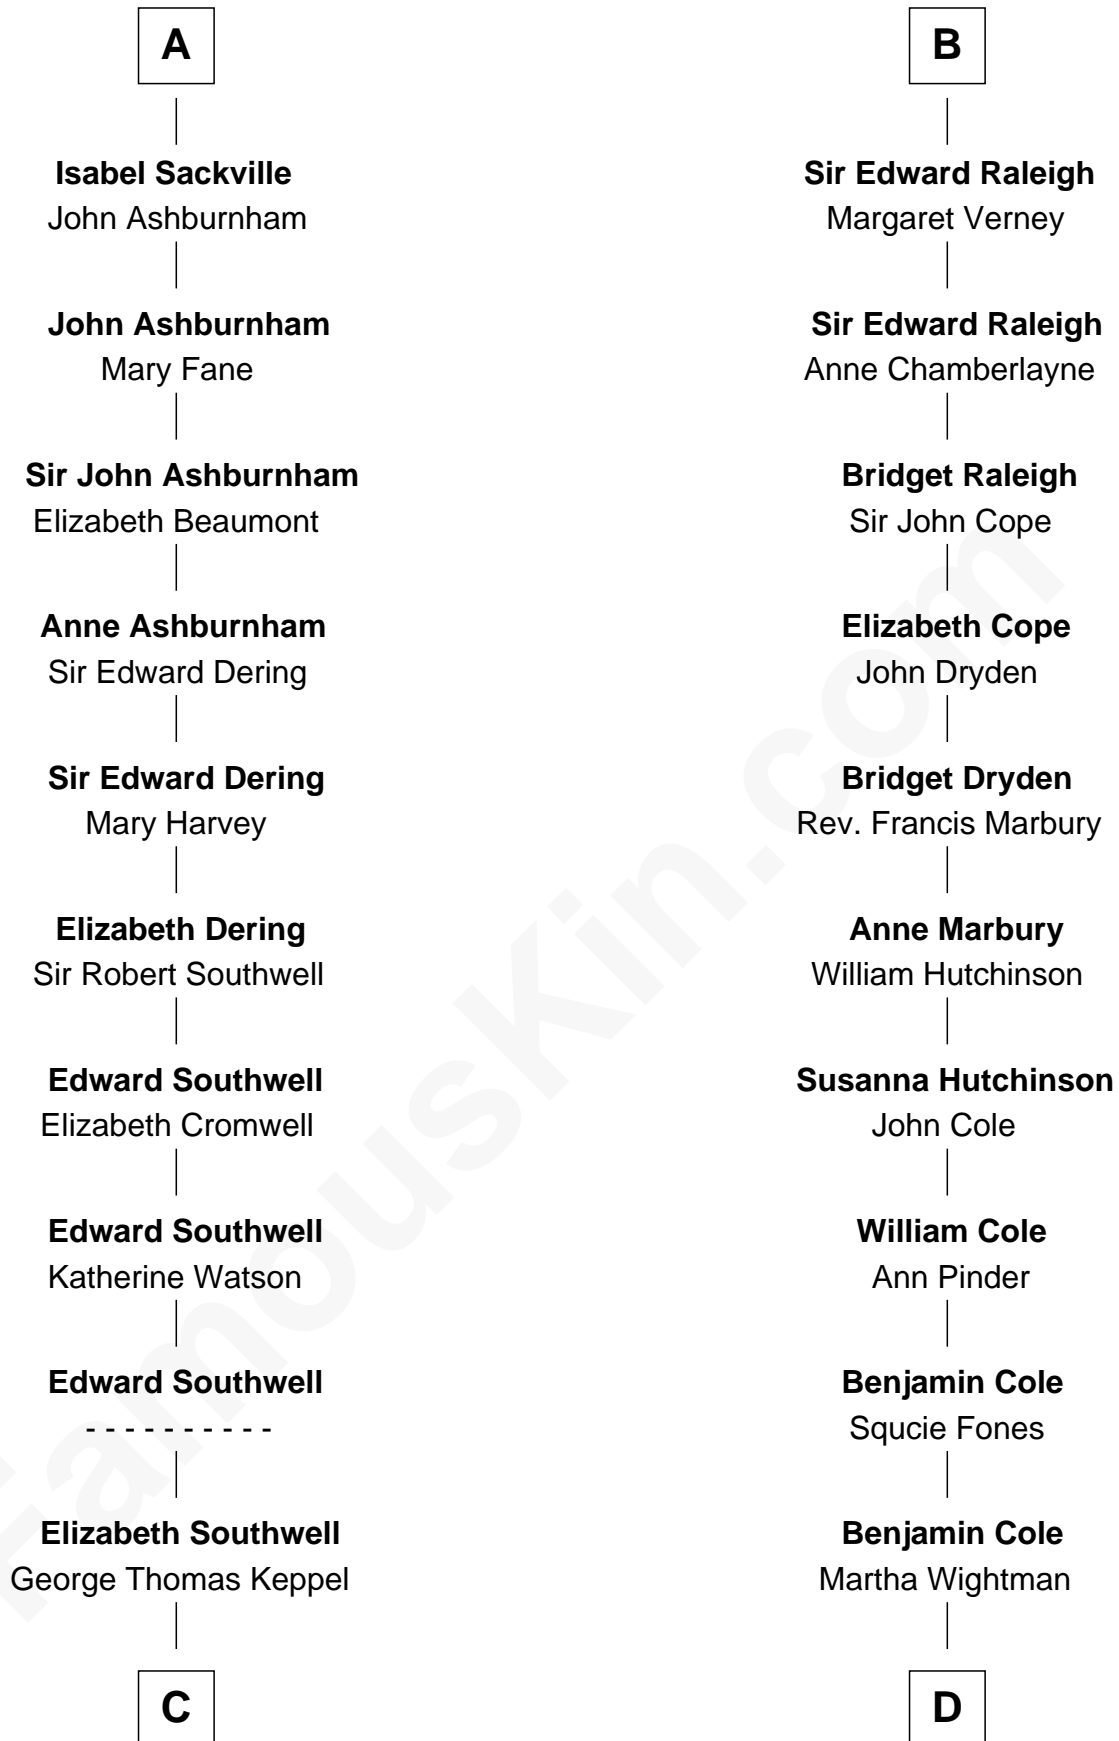 A
Isabel Sackville
John Ashburnham
John Ashburnham
Mary Fane
Sir John Ashburnham
Elizabeth Beaumont
Anne Ashburnham
Sir Edward Dering
Sir Edward Dering
Mary Harvey
Elizabeth Dering
Sir Robert Southwell
Edward Southwell
Elizabeth Cromwell
Edward Southwell
Katherine Watson
Edward Southwell
- - - - - - - - - -
Elizabeth Southwell
George Thomas Keppel
C
B
Sir Edward Raleigh
Margaret Verney
Sir Edward Raleigh
Anne Chamberlayne
Bridget Raleigh
Sir John Cope
Elizabeth Cope
John Dryden
Bridget Dryden
Rev. Francis Marbury
Anne Marbury
William Hutchinson
Susanna Hutchinson
John Cole
William Cole
Ann Pinder
Benjamin Cole
Squcie Fones
Benjamin Cole
Martha Wightman
D
FamousKin.com